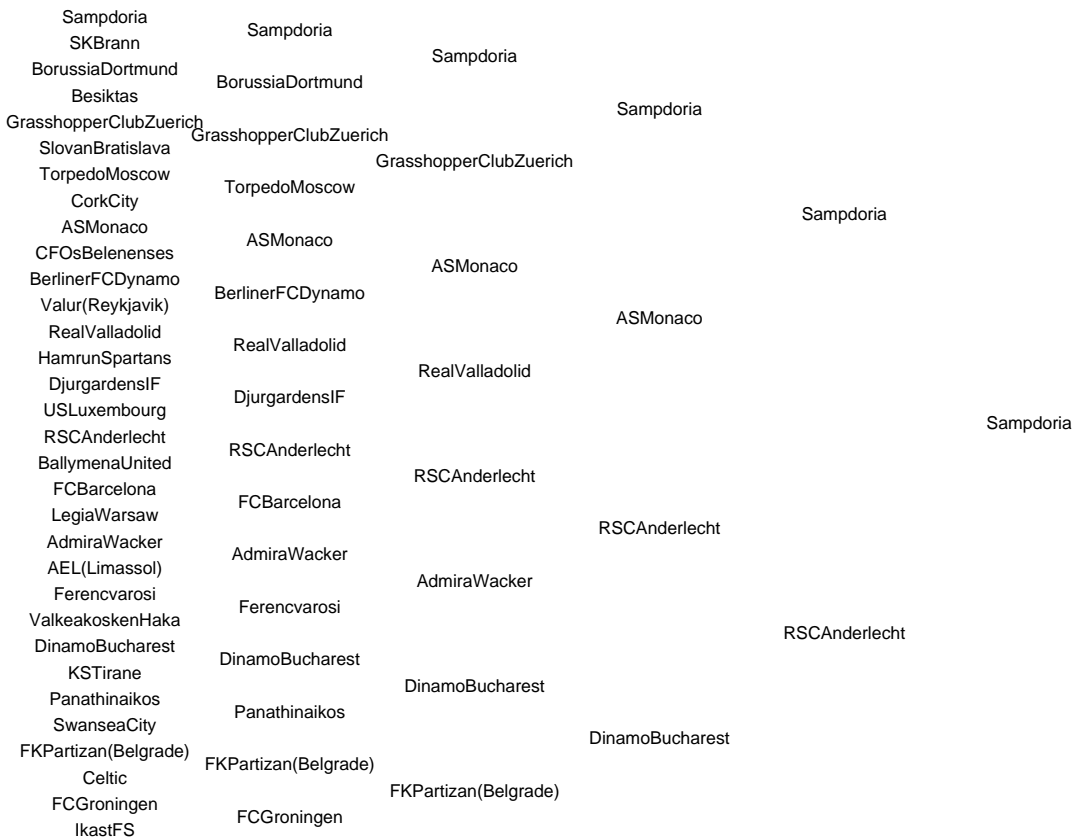 Sampdoria
SKBrann
BorussiaDortmund
Besiktas
GrasshopperClubZuerich
SlovanBratislava
TorpedoMoscow
CorkCity
ASMonaco
CFOsBelenenses
BerlinerFCDynamo
Valur(Reykjavik)
RealValladolid
HamrunSpartans
DjurgardensIF
USLuxembourg
RSCAnderlecht
BallymenaUnited
FCBarcelona
LegiaWarsaw
AdmiraWacker
AEL(Limassol)
Ferencvarosi
ValkeakoskenHaka
DinamoBucharest
KSTirane
Panathinaikos
SwanseaCity
FKPartizan(Belgrade)
Celtic
FCGroningen
IkastFS
Sampdoria
BorussiaDortmund
GrasshopperClubZuerich
TorpedoMoscow
ASMonaco
BerlinerFCDynamo
RealValladolid
DjurgardensIF
RSCAnderlecht
FCBarcelona
AdmiraWacker
Ferencvarosi
DinamoBucharest
Panathinaikos
FKPartizan(Belgrade)
FCGroningen
Sampdoria
GrasshopperClubZuerich
ASMonaco
RealValladolid
RSCAnderlecht
AdmiraWacker
DinamoBucharest
FKPartizan(Belgrade)
Sampdoria
ASMonaco
RSCAnderlecht
DinamoBucharest
Sampdoria
RSCAnderlecht
Sampdoria